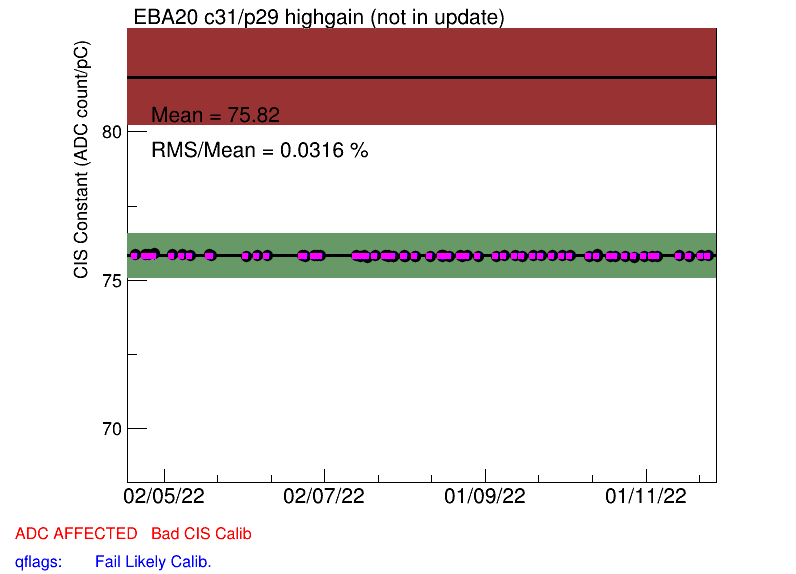 EBA20 c31/p29 highgain (not in update)
CIS Constant (ADC count/pC)
Mean = 75.82
80
RMS/Mean = 0.0316 %
75
70
02/05/22 02/07/22 01/09/22 01/11/22
ADC AFFECTED Bad CIS Calib
qflags: Fail Likely Calib.